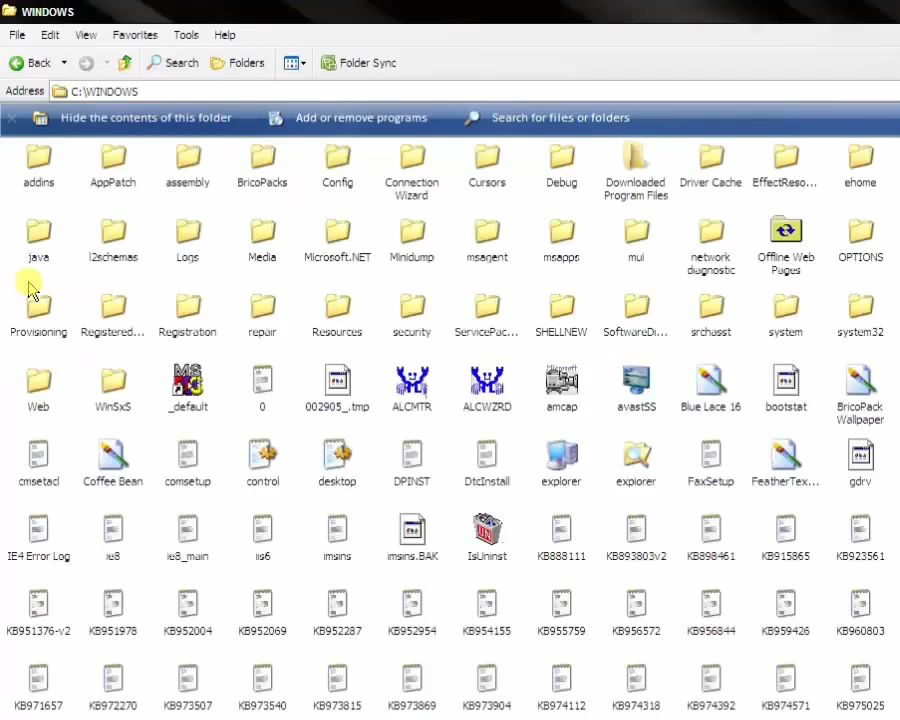 WINDOWS
File Edit View Favorites Tools Help
Back Search Folders Folder Sync
Address C:\WINDOWS
Hide the contents of this folder Add or remove programs Search for files or folders
addins AppPatch assembly BricoPacks Config Connection Wizard Cursors Debug Downloaded Program Files Driver Cache EffectReso... ehome
java l2schemas Logs Media Microsoft.NET Minidump msagent msapps mui network diagnostic Offline Web Pages OPTIONS
Provisioning Registered... Registration repair Resources security ServicePac... SHELLNEW SoftwareDi... srchasst system system32
Web WinSxS _default 0 002905_.tmp ALCMTR ALCWZRD amcap avastSS Blue Lace 16 bootstat BricoPack Wallpaper
cmsetacl Coffee Bean comsetup control desktop DPINST DtcInstall explorer explorer FaxSetup FeatherTex... gdrv
IE4 Error Log ie8 ie8_main iis6 imsins imsins.BAK IsUninst KB888111 KB893803v2 KB898461 KB915865 KB923561
KB951376-v2 KB951978 KB952004 KB952069 KB952287 KB952954 KB954155 KB955759 KB956572 KB956844 KB959426 KB960803
KB971657 KB972270 KB973507 KB973540 KB973815 KB973869 KB973904 KB974112 KB974318 KB974392 KB974571 KB975025